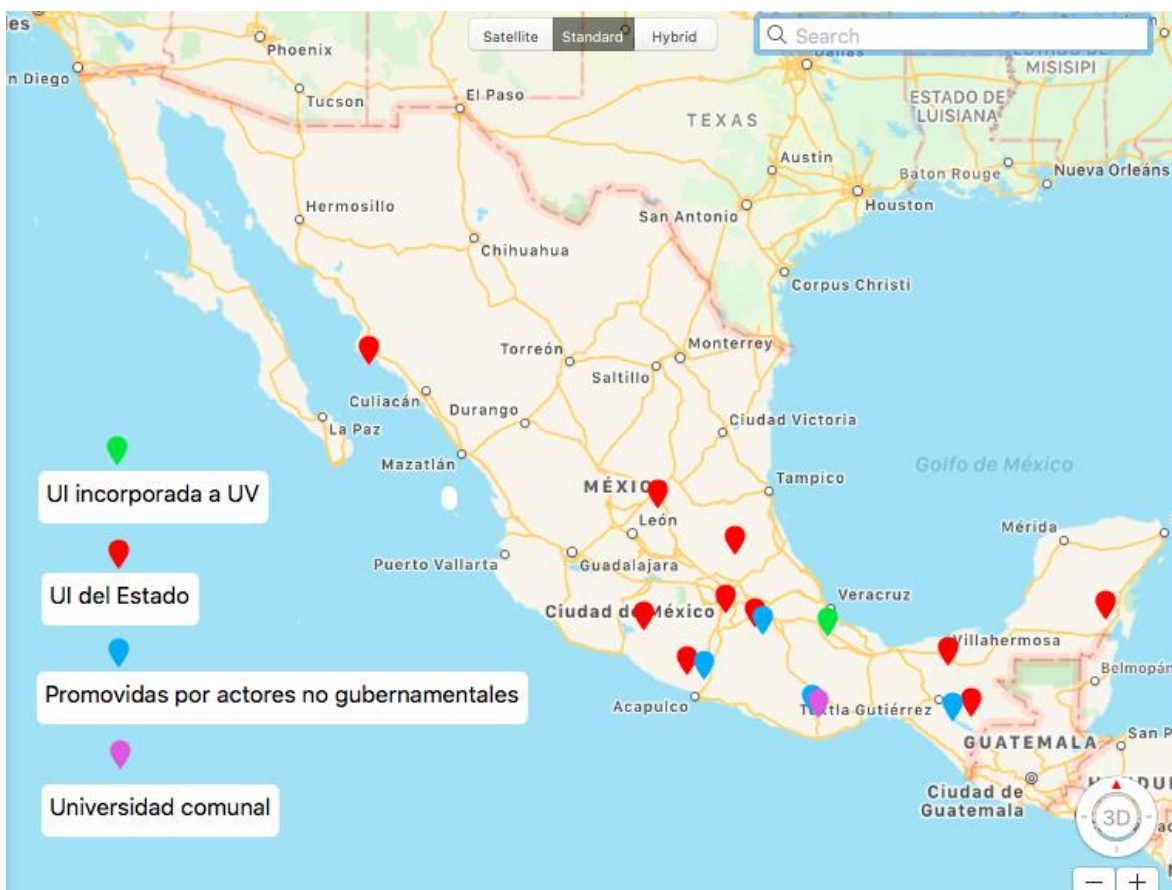 Satellite
Standard
Hybrid
Search
Phoenix
n Diego
Tucson
El Paso
Dallas
MISISIPI
ESTADO DE
LUISIANA
TEXAS
Austin
Baton Rouge
Nueva Orleáns
Houston
San Antonio
Hermosillo
Chihuahua
Corpus Christi
Torreón
Monterrey
Saltillo
Culiacán
Durango
La Paz
Ciudad Victoria
Mazatlán
Golfo de México
MÉXICO
Tampico
León
Mérida
Puerto Vallarta
Guadalajara
Ciudad de México
Veracruz
Villahermosa
Belmopán
Acapulco
Tuxtla Gutiérrez
GUATEMALA
San P
Ciudad de
Guatemala
HONDU
3D
UI incorporada a UV
UI del Estado
Promovidas por actores no gubernamentales
Universidad comunal